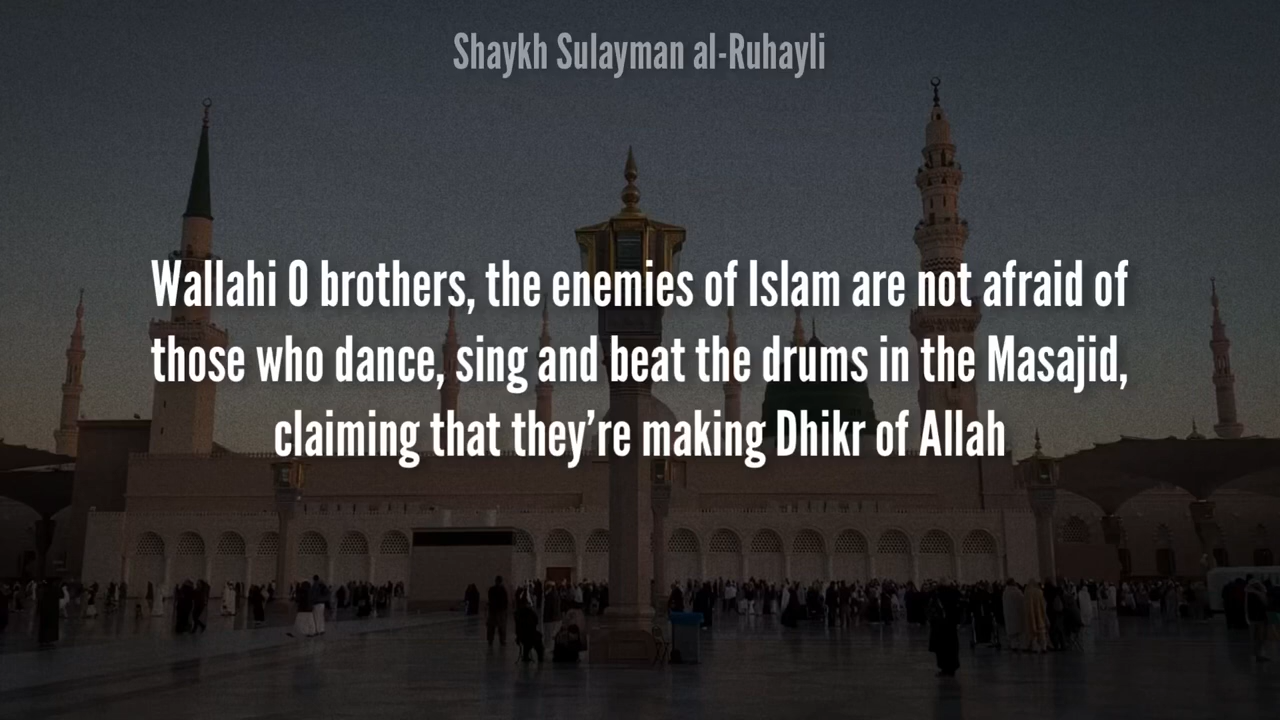 Shaykh Sulayman al-Ruhayli
Wallahi O brothers, the enemies of Islam are not afraid of
those who dance, sing and beat the drums in the Masajid,
claiming that they’re making Dhikr of Allah